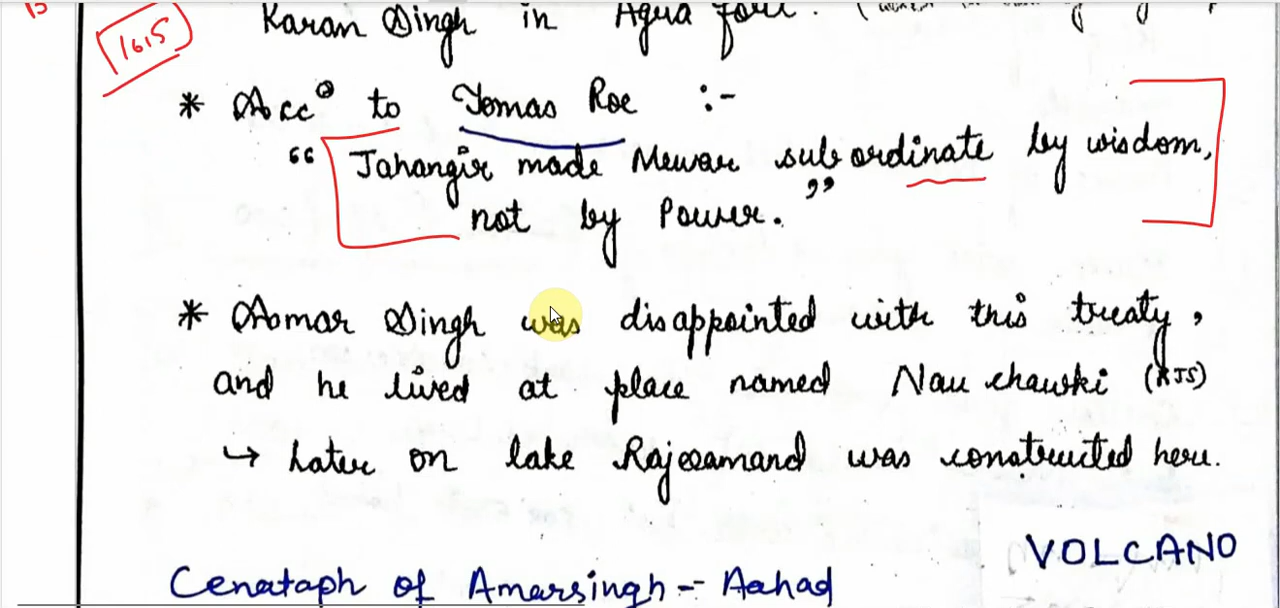 Karan Singh in Agra fort.
1615
* Acc° to Tomas Roe :-
“ Jahangir made Mewar subordinate by wisdom,
not by Power. ”
* Amar Singh was disappointed with this treaty,
and he lived at place named Nau chawki (RJS)
→ Later on lake Rajsamand was constructed here.
VOLCANO
Cenataph of Amarsingh - Aahad